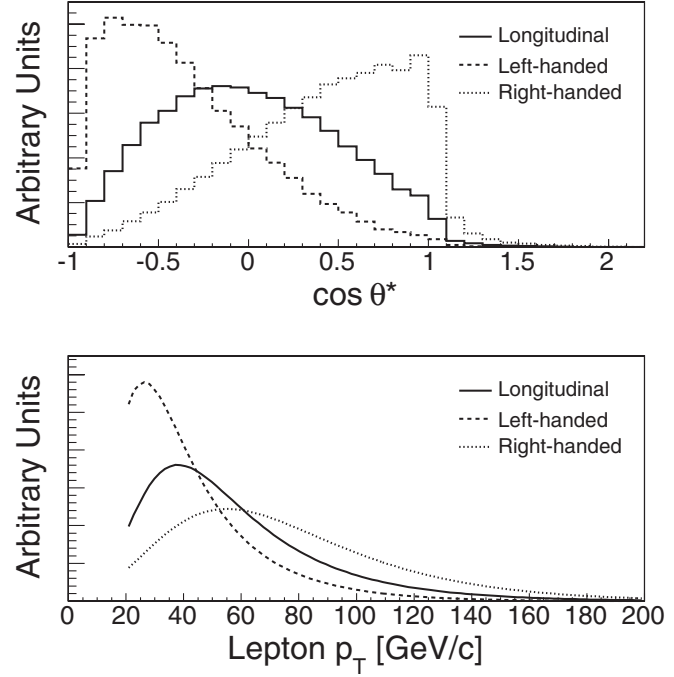 Arbitrary Units
Longitudinal
Left-handed
Right-handed
-1 -0.5 0 0.5 1 1.5 2
cos θ*
Arbitrary Units
Longitudinal
Left-handed
Right-handed
0 20 40 60 80 100 120 140 160 180 200
Lepton p_T [GeV/c]